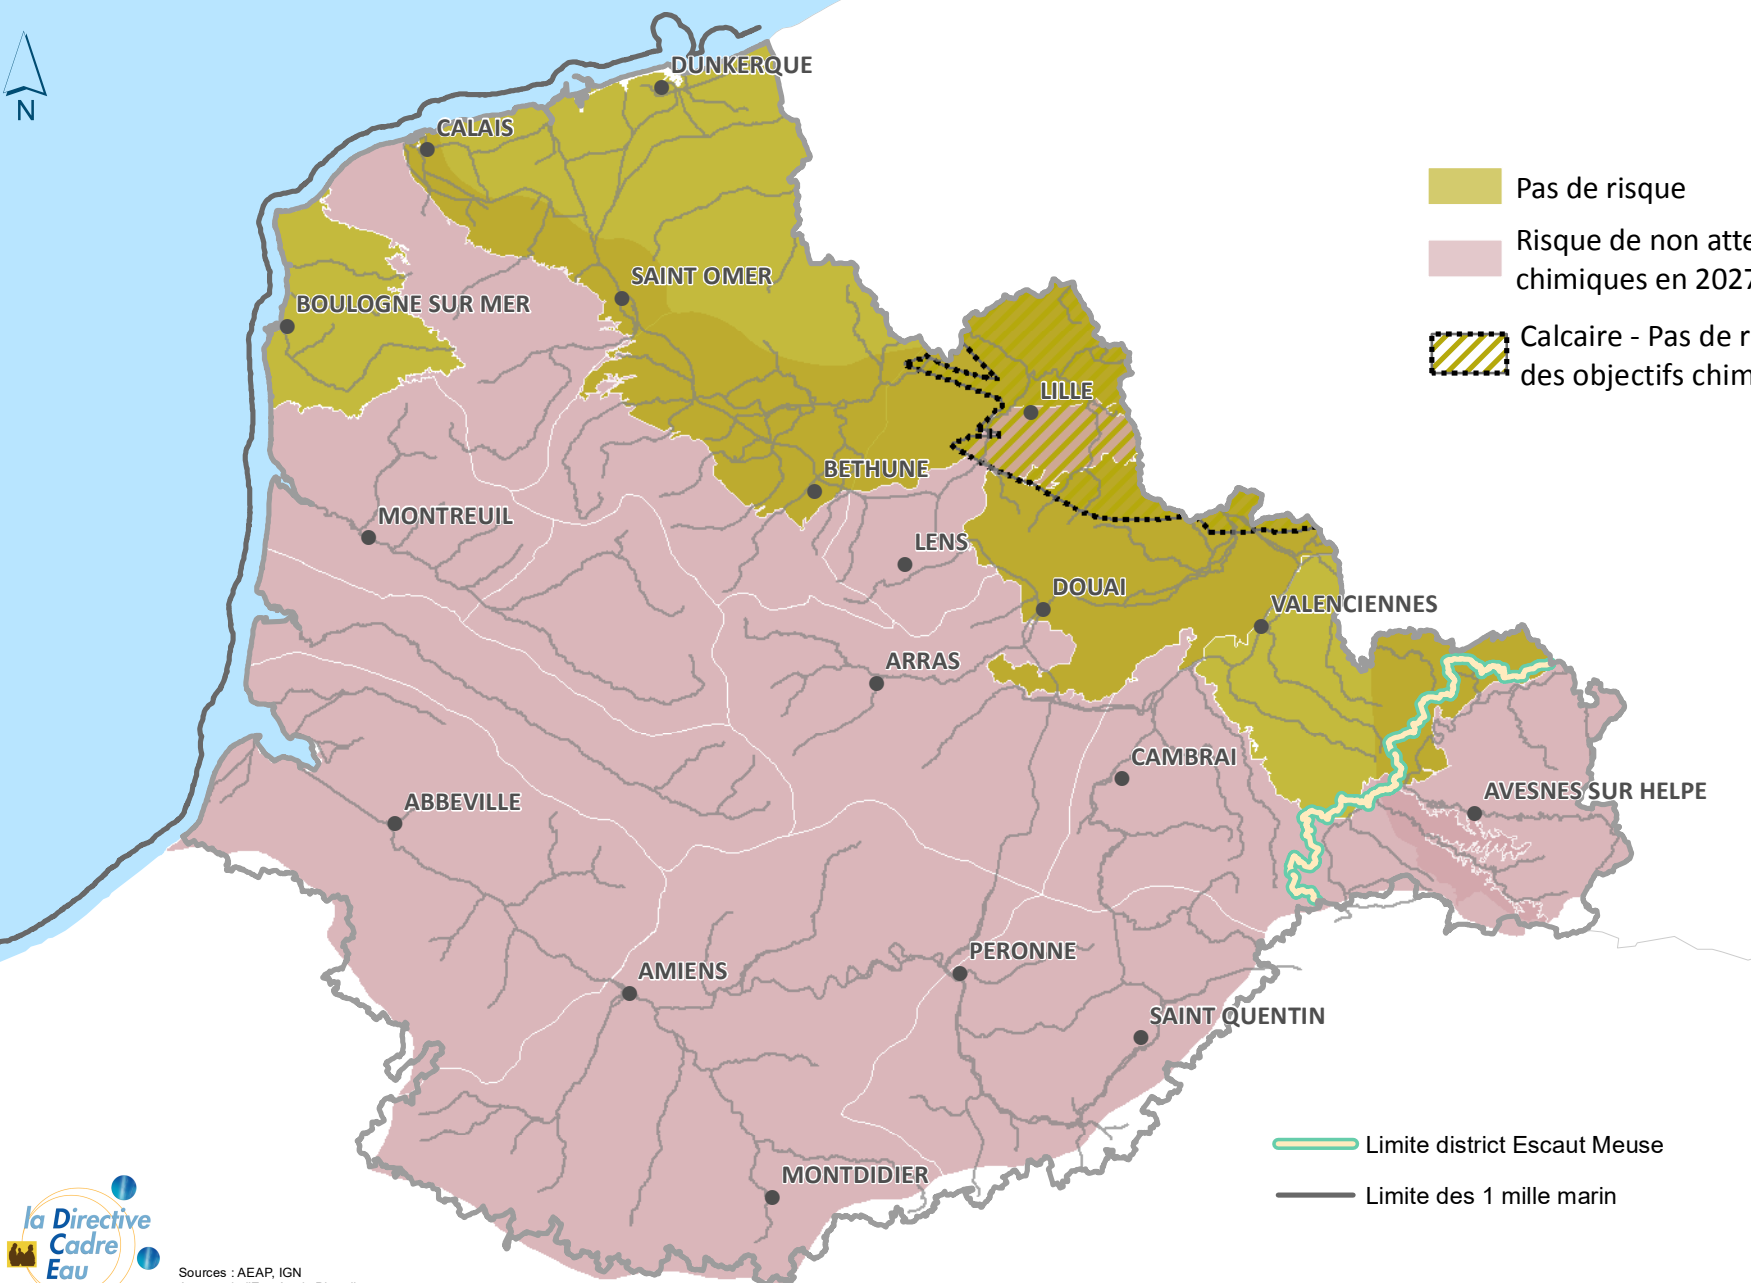 N
DUNKERQUE
CALAIS
Pas de risque
Risque de non
chimiques en 2027
SAINT OMER
BOULOGNE SUR MER
Calcaire - Pas de
des objectifs
LILLE
BETHUNE
MONTREUIL
LENS
DOUAI
VALENCIENNES
ARRAS
CAMBRAI
AVESNES SUR HELPE
ABBEVILLE
PERONNE
AMIENS
SAINT QUENTIN
Limite district Escaut Meuse
MONTDIDIER
Limite des 1 mille marin
la Directive
Cadre
Eau
Sources : AEAP, IGN